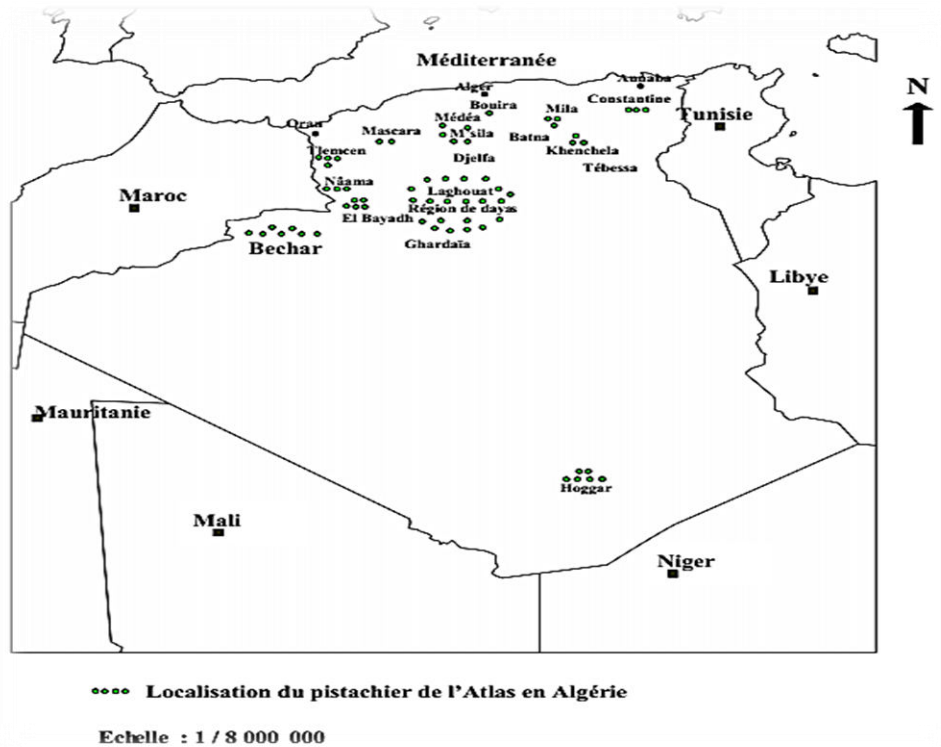 Méditerranée
N
Annaba
Alger
Constantine
Bouira
Mila
Tunisie
Médéa
Oran
Mascara
M'sila
Batna
Khenchela
Tlemcen
Djelfa
Tébessa
Nâama
Laghouat
Maroc
Région de dayas
El Bayadh
Ghardaïa
Bechar
Libye
Mauritanie
Hoggar
Mali
Niger
Localisation du pistachier de l'Atlas en Algérie
Echelle : 1 / 8 000 000